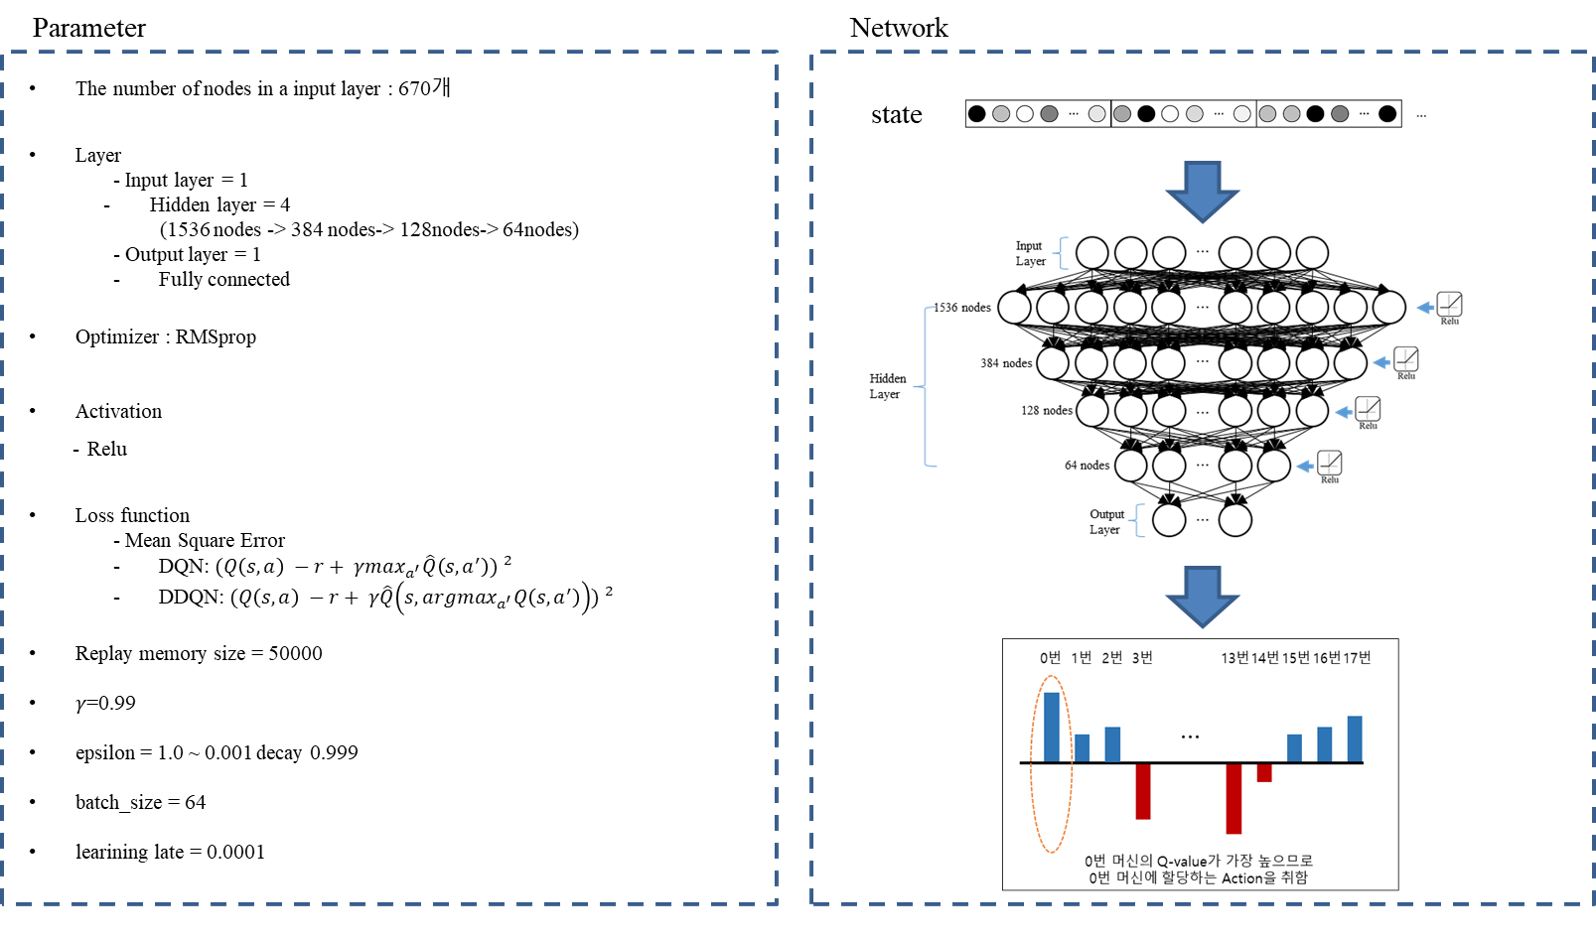 Parameter
• The number of nodes in a input layer : 670개
• Layer
- Input layer = 1
- Hidden layer = 4
(1536 nodes -> 384 nodes-> 128nodes-> 64nodes)
- Output layer = 1
- Fully connected
• Optimizer : RMSprop
• Activation
- Relu
• Loss function
- Mean Square Error
- DQN: (Q(s,a) − r + γmax_{a′}Q̂(s,a′))²
- DDQN: (Q(s,a) − r + γQ̂(s,argmax_{a′}Q(s,a′)))²
• Replay memory size = 50000
• γ=0.99
• epsilon = 1.0 ~ 0.001 decay 0.999
• batch_size = 64
• learining late = 0.0001
Network
state ... ... ... ...
Input
Layer
...
1536 nodes ... Relu
384 nodes ... Relu
Hidden
Layer
128 nodes ... Relu
64 nodes ... Relu
Output
Layer
...
0번 1번 2번 3번 13번 14번 15번 16번 17번
...
0번 머신의 Q-value가 가장 높으므로
0번 머신에 할당하는 Action을 취함